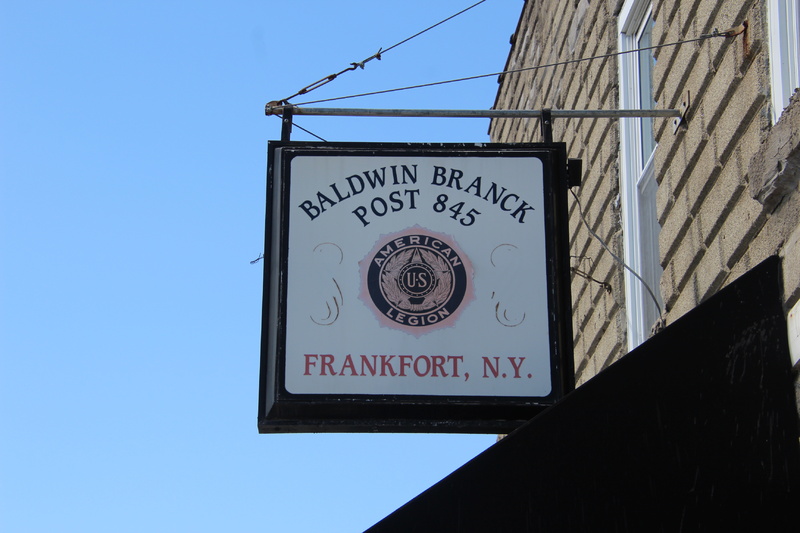 BALDWIN BRANCK
POST 845
AMERICAN
U.S
LEGION
FRANKFORT, N.Y.